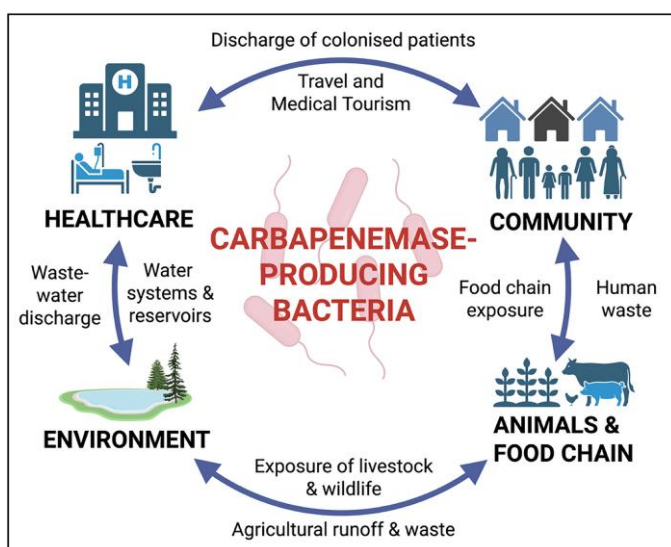 Discharge of colonised patients
Travel and
Medical Tourism
H
HEALTHCARE
COMMUNITY
CARBAPENEMASE-
PRODUCING
BACTERIA
Waste-
water
discharge
Water
systems &
reservoirs
Food chain
exposure
Human
waste
ENVIRONMENT
ANIMALS &
FOOD CHAIN
Exposure of livestock
& wildlife
Agricultural runoff & waste